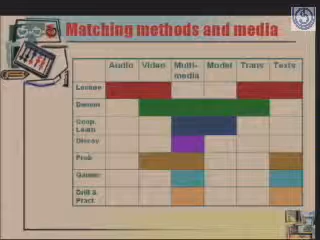 Matching methods and media
Audio Video Multi- Model Trans Texts
media
Lecture
Demon
Coop.
Learn
Discov
Prob
Games
Drill &
Pract